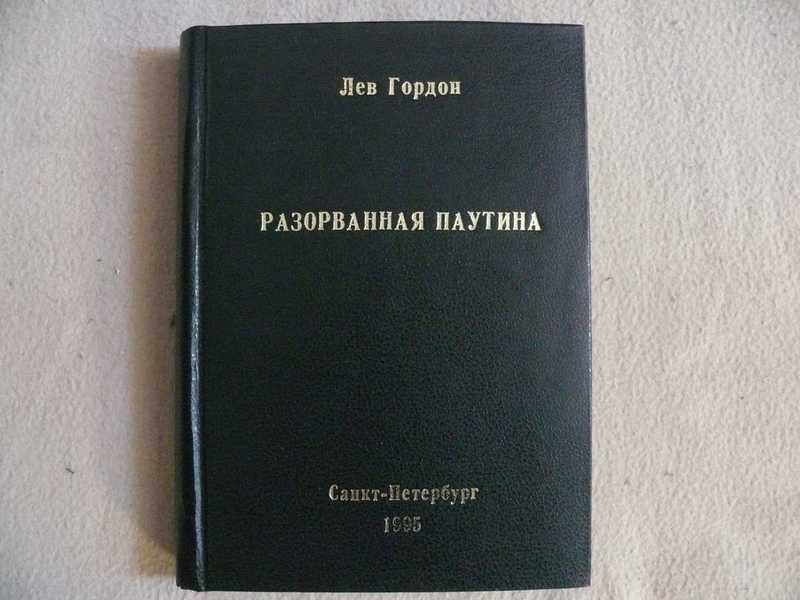 Лев Гордон
РАЗОРВАННАЯ ПАУТИНА
Санкт-Петербург
1995